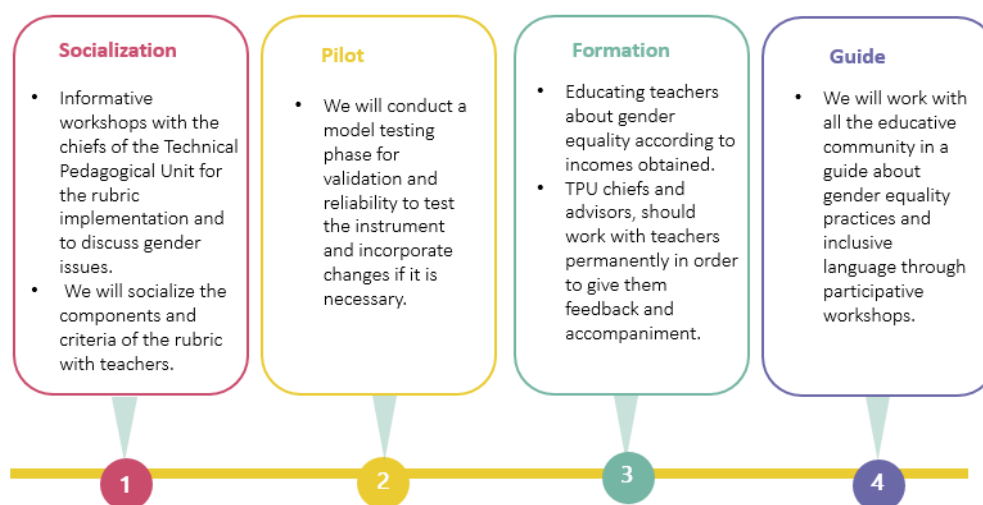 Socialization
• Informative
workshops with the
chiefs of the Technical
Pedagogical Unit for
the rubric
implementation and
to discuss gender
issues.
• We will socialize the
components and
criteria of the rubric
with teachers.
Pilot
• We will conduct a
model testing
phase for
validation and
reliability to test
the instrument
and incorporate
changes if it is
necessary.
Formation
• Educating teachers
about gender
equality according to
incomes obtained.
• TPU chiefs and
advisors, should
work with teachers
permanently in order
to give them
feedback and
accompaniment.
Guide
• We will work with
all the educative
community in a
guide about
gender equality
practices and
inclusive
language through
participative
workshops.
1
2
3
4